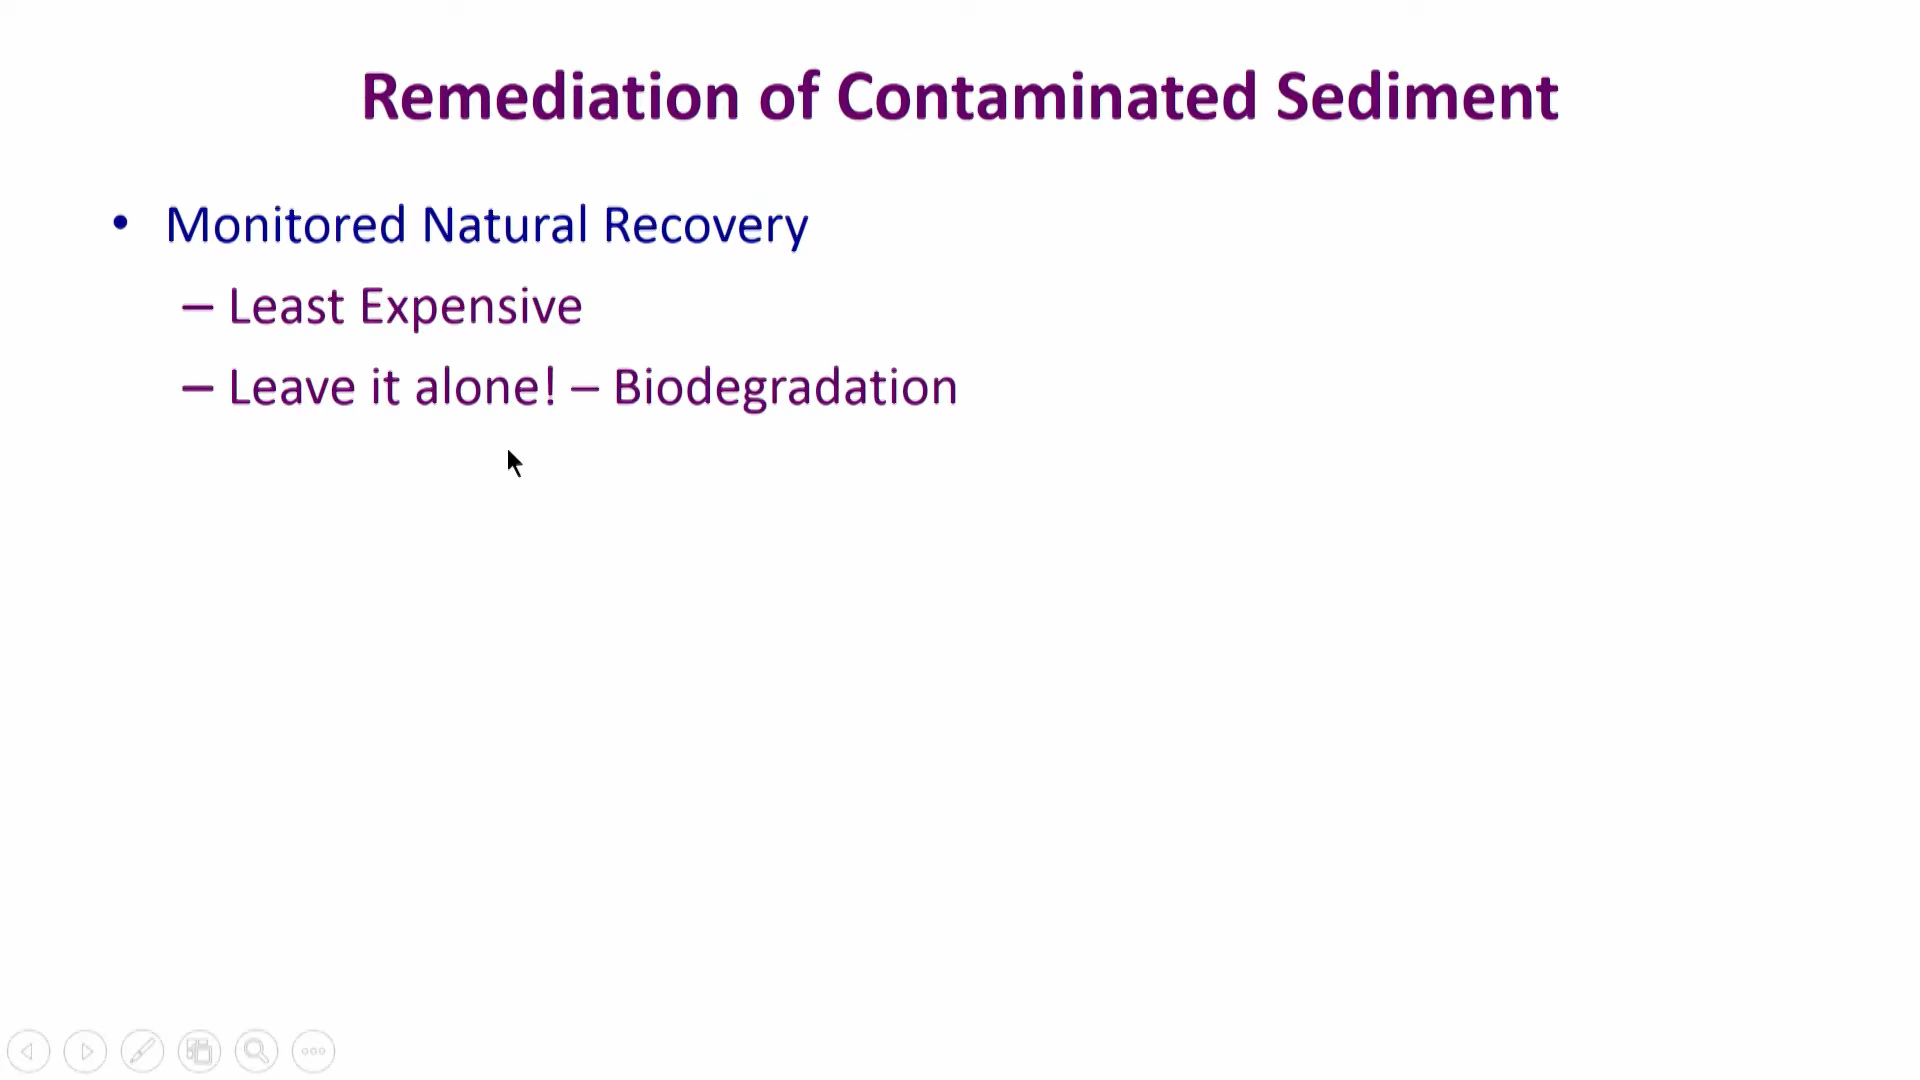 Remediation of Contaminated Sediment
• Monitored Natural Recovery
– Least Expensive
– Leave it alone! – Biodegradation